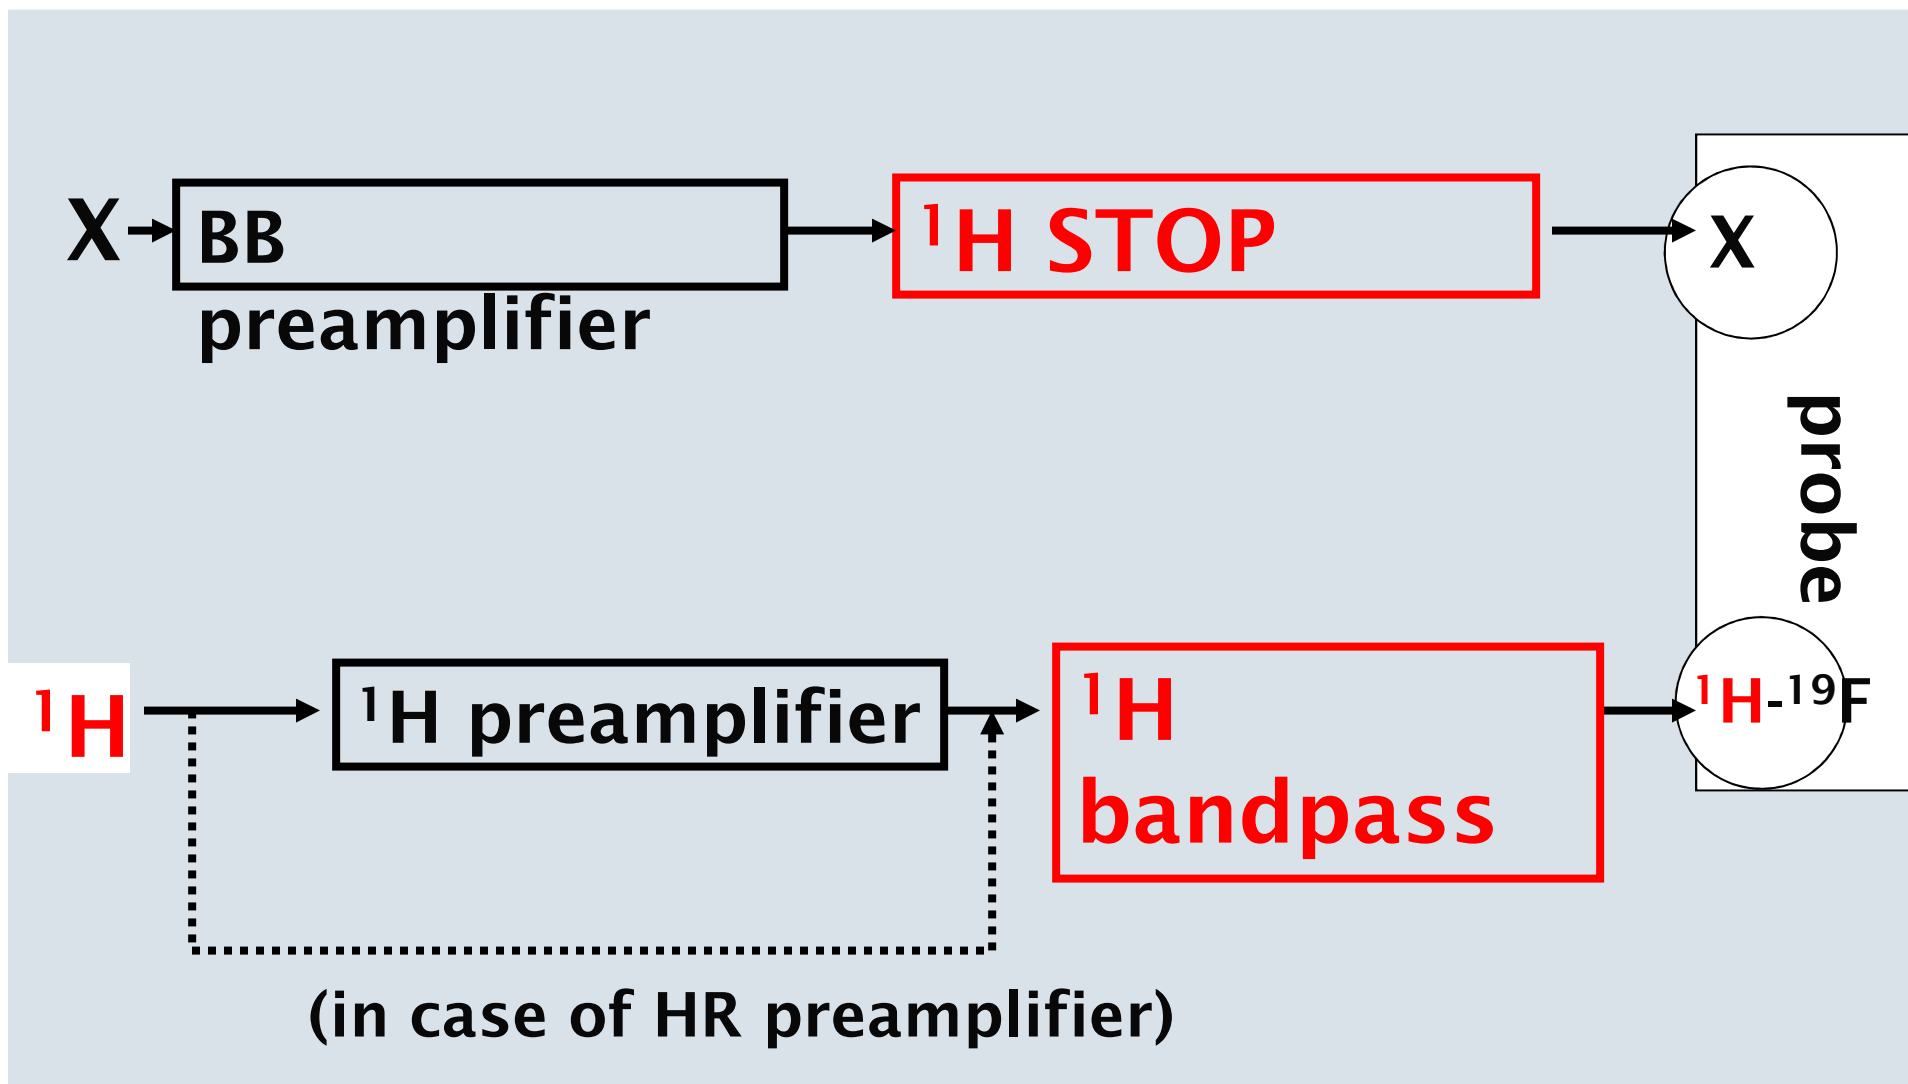 X
BB
preamplifier
¹H STOP
X
probe
¹H
¹H preamplifier
¹H
bandpass
¹H-¹⁹F
(in case of HR preamplifier)